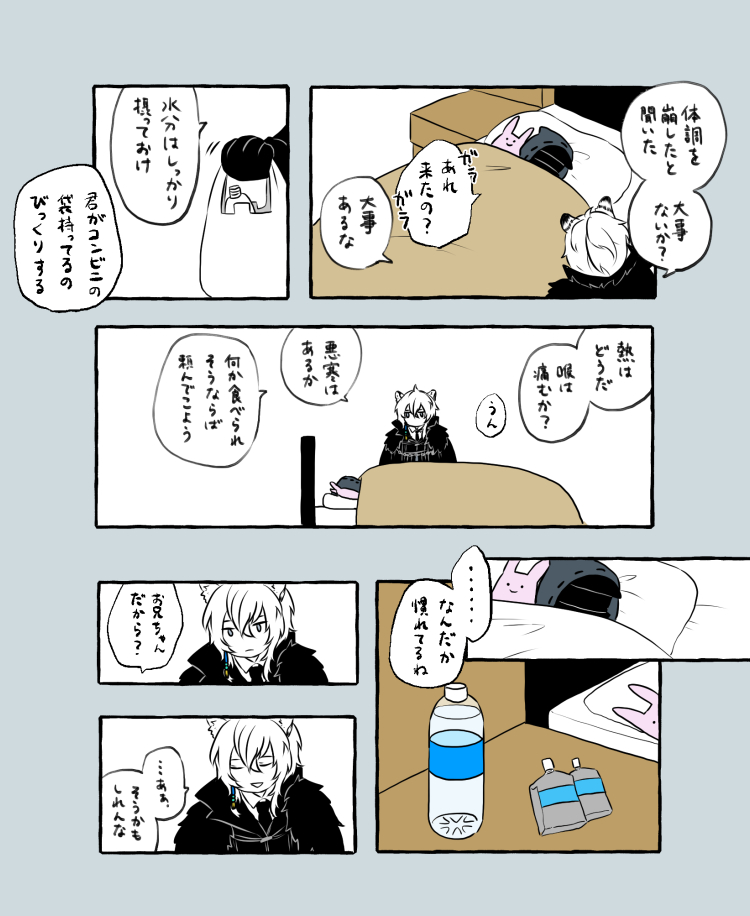 体調を
崩したと
聞いた
大事
ないか？
あれ
来たの？
ガラガラ
大事
あるな
水分はしっかり
摂っておけ
君がコンビニの
袋持ってるの
びっくりする
熱は
どうだ
喉は
痛むか？
うん
悪寒は
あるか
何か食べられ
そうならば
頼んでこよう
・・・・・・
なんだか
慣れてるね
お兄ちゃん
だから？
…ああ、
そうかも
しれんな